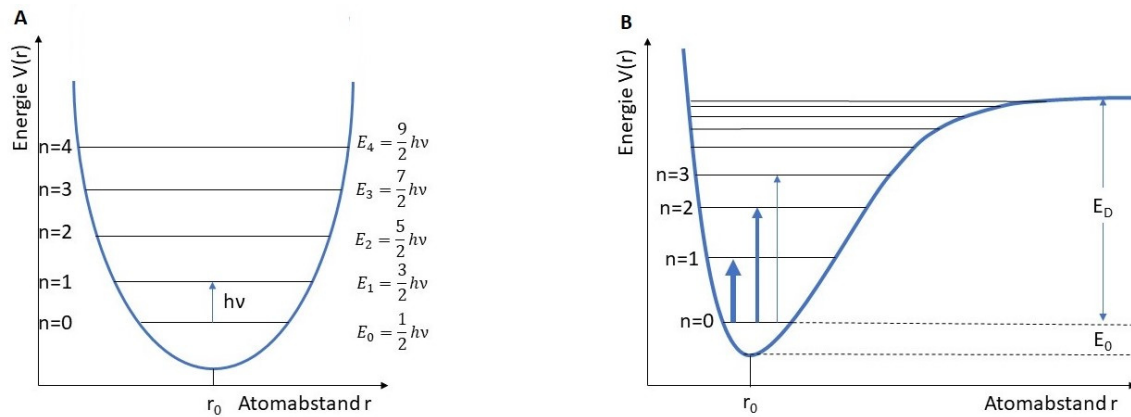 A
Energie V(r)
n=4
n=3
n=2
n=1
n=0
E₄ = 9/2 hν
E₃ = 7/2 hν
E₂ = 5/2 hν
E₁ = 3/2 hν
E₀ = 1/2 hν
hν
r₀ Atomabstand r
B
Energie V(r)
n=3
n=2
n=1
n=0
E_D
E₀
r₀ Atomabstand r